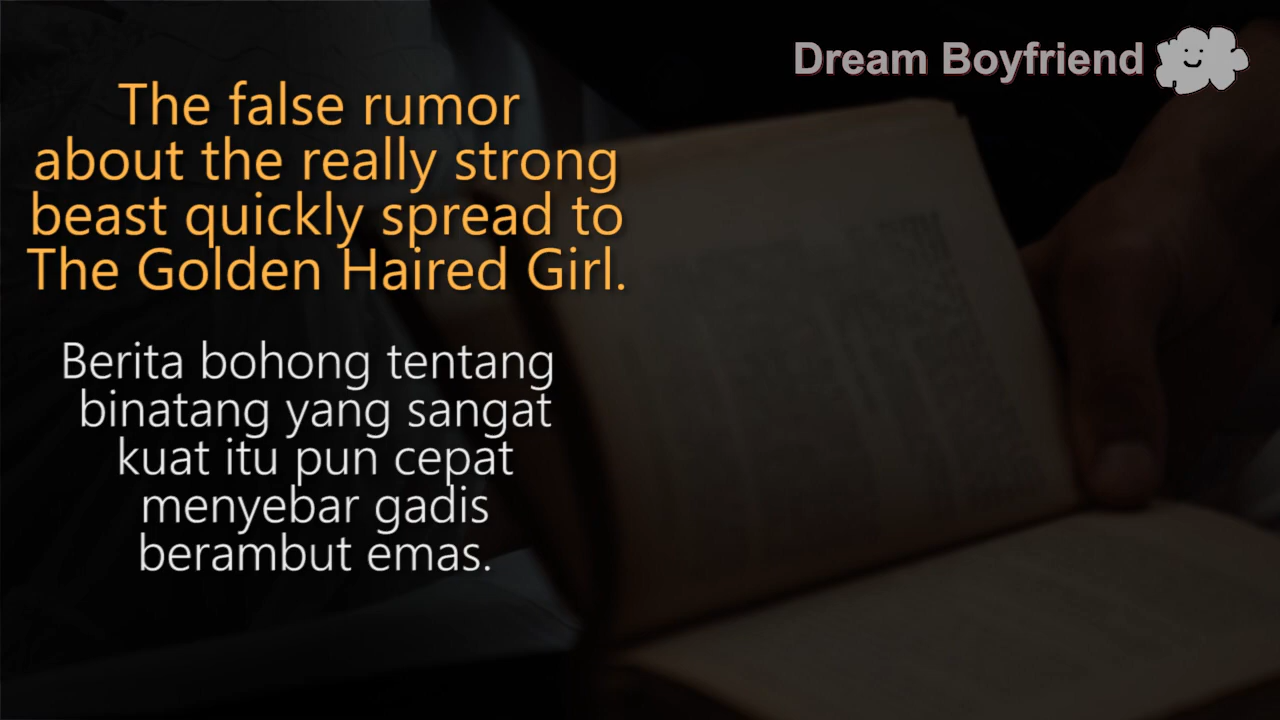 Dream Boyfriend
The false rumor
about the really strong
beast quickly spread to
The Golden Haired Girl.
Berita bohong tentang
binatang yang sangat
kuat itu pun cepat
menyebar gadis
berambut emas.